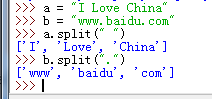 >>> a = "I Love China"
>>> b = "www.baidu.com"
>>> a.split(" ")
['I', 'Love', 'China']
>>> b.split(".")
['www', 'baidu', 'com']
>>>